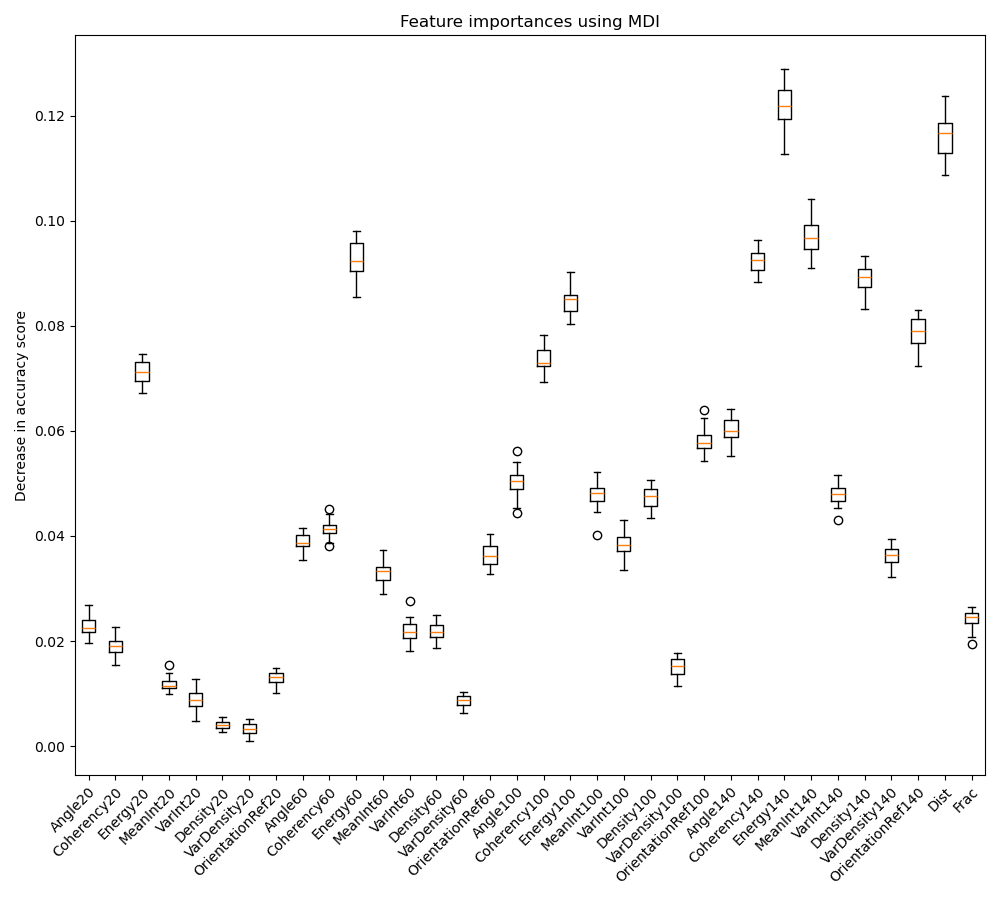 Feature importances using MDI
Decrease in accuracy score
0.12
0.10
0.08
0.06
0.04
0.02
0.00
Angle20
Coherency20
Energy20
MeanInt20
VarInt20
Density20
VarDensity20
OrientationRef20
Angle60
Coherency60
Energy60
MeanInt60
VarInt60
Density60
VarDensity60
OrientationRef60
Angle100
Coherency100
Energy100
MeanInt100
VarInt100
Density100
VarDensity100
OrientationRef100
Angle140
Coherency140
Energy140
MeanInt140
VarInt140
Density140
VarDensity140
OrientationRef140
Dist
Frac